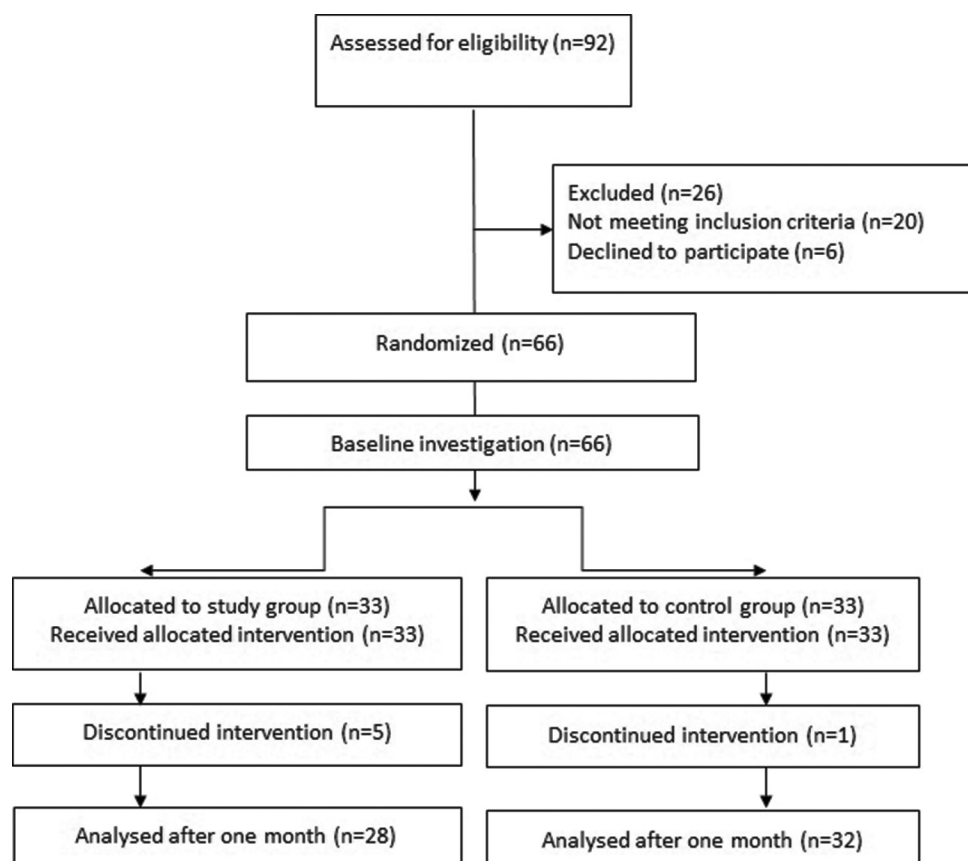 Assessed for eligibility (n=92)
Excluded (n=26)
Not meeting inclusion criteria (n=20)
Declined to participate (n=6)
Randomized (n=66)
Baseline investigation (n=66)
Allocated to study group (n=33)
Received allocated intervention (n=33)
Allocated to control group (n=33)
Received allocated intervention (n=33)
Discontinued intervention (n=5)
Discontinued intervention (n=1)
Analysed after one month (n=28)
Analysed after one month (n=32)